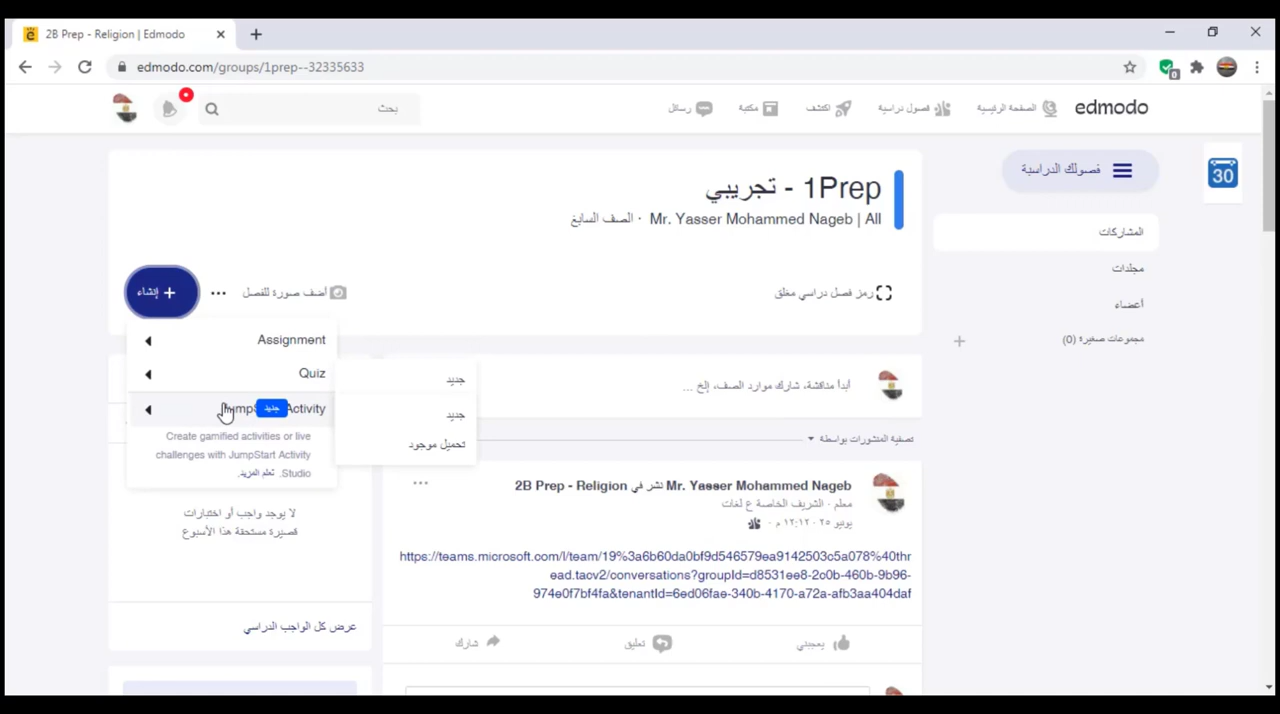 2B Prep - Religion | Edmodo
edmodo.com/groups/1prep--32335633
0
edmodo
الصفحة الرئيسية
فصول دراسية
اكتشف
مكتبة
رسائل
بحث
30
فصولك الدراسية
المشاركات
مجلدات
أعضاء
مجموعات صغيرة (0)
1Prep - تجريبي
Mr. Yasser Mohammed Nageb | All · الصف السابع
رمز فصل دراسي مغلق
أضف صورة للفصل
إنشاء
Assignment
Quiz
Activity جديد
Create gamified activities or live
challenges with JumpStart Activity
Studio. تعلم المزيد.
جديد
جديد
تحميل موجود
لا يوجد واجب أو اختبارات
قصيرة مستحقة هذا الأسبوع
عرض كل الواجب الدراسي
أبدأ مناقشة، شارك موارد الصف، إلخ ...
تصفية المنشورات بواسطة
Mr. Yasser Mohammed Nageb نشر في 2B Prep - Religion
معلم - الشريف الخاصة ع لغات
يونيو ٢٥ - ١٢:١٢ م ·
https://teams.microsoft.com/l/team/19%3a6b60da0bf9d546579ea9142503c5a078%40thr
ead.tacv2/conversations?groupId=d8531ee8-2c0b-460b-9b96-
974e0f7bf4fa&tenantId=6ed06fae-340b-4170-a72a-afb3aa404daf
يعجبني
تعليق
شارك